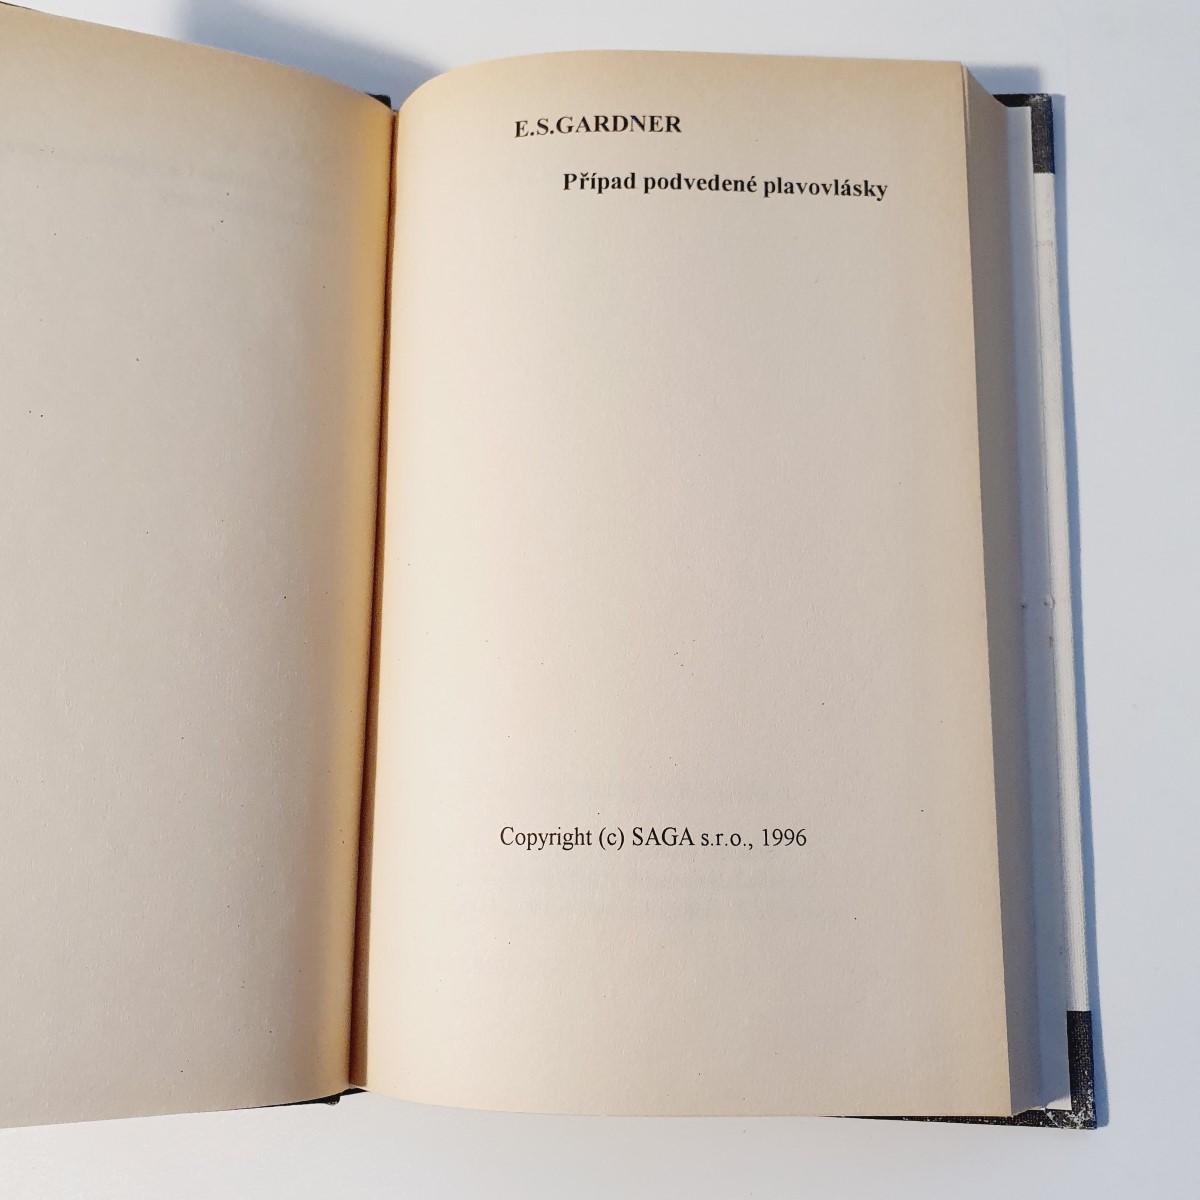 E.S.GARDNER
Případ podvedené plavovlásky
Copyright (c) SAGA s.r.o., 1996